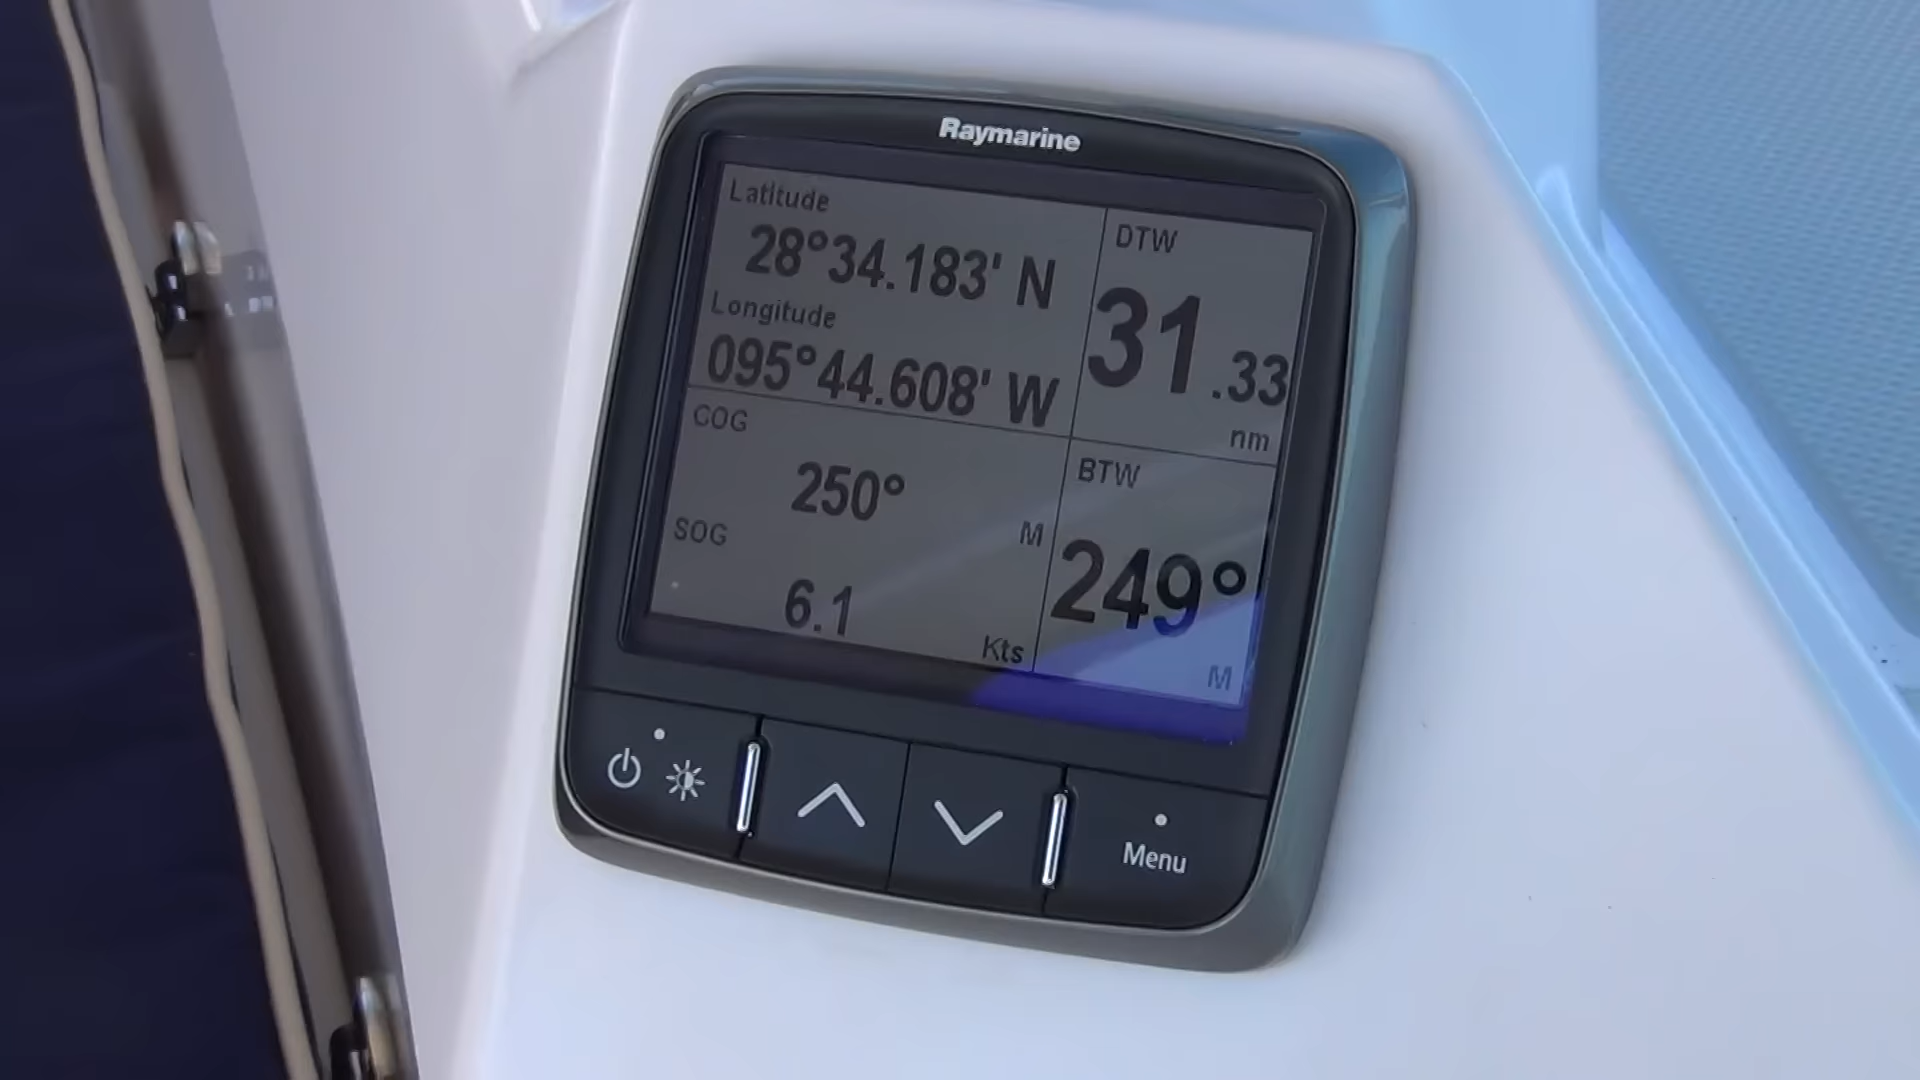 Raymarine
Latitude
28°34.183' N
Longitude
095°44.608' W
DTW
31.33
nm
COG
250°
M
SOG
6.1
Kts
BTW
249°
M
Menu